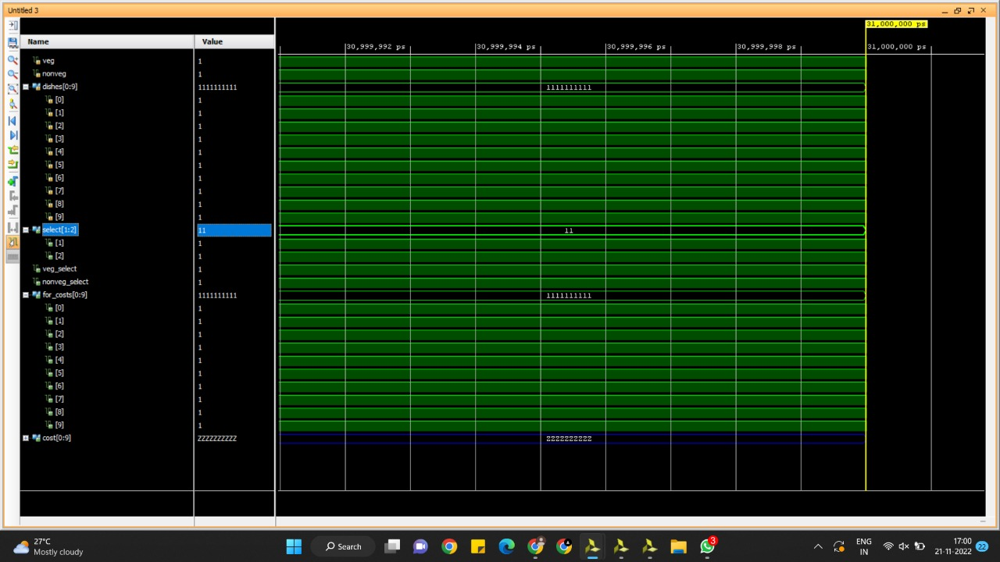 Untitled 3
31,000,000 ps
Name Value
30,999,992 ps 30,999,994 ps 30,999,996 ps 30,999,998 ps 31,000,000 ps
veg 1
nonveg 1
dishes[0:9] 1111111111 1111111111
[0] 1
[1] 1
[2] 1
[3] 1
[4] 1
[5] 1
[6] 1
[7] 1
[8] 1
[9] 1
select[1:2] 11 11
[1] 1
[2] 1
veg_select 1
nonveg_select 1
for_costs[0:9] 1111111111 1111111111
[0] 1
[1] 1
[2] 1
[3] 1
[4] 1
[5] 1
[6] 1
[7] 1
[8] 1
[9] 1
cost[0:9] ZZZZZZZZZZ ZZZZZZZZZZ
27°C
Mostly cloudy
Search
3
ENG
IN
17:00
21-11-2022
22